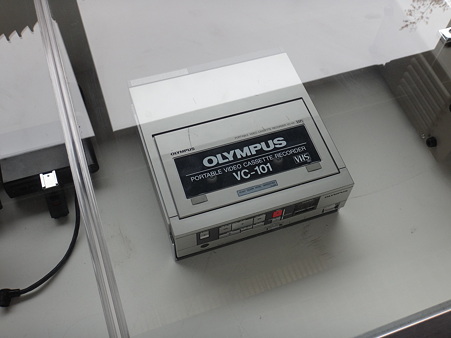 OLYMPUS
OLYMPUS
PORTABLE VIDEO CASSETTE RECORDER
VHS
VC-101